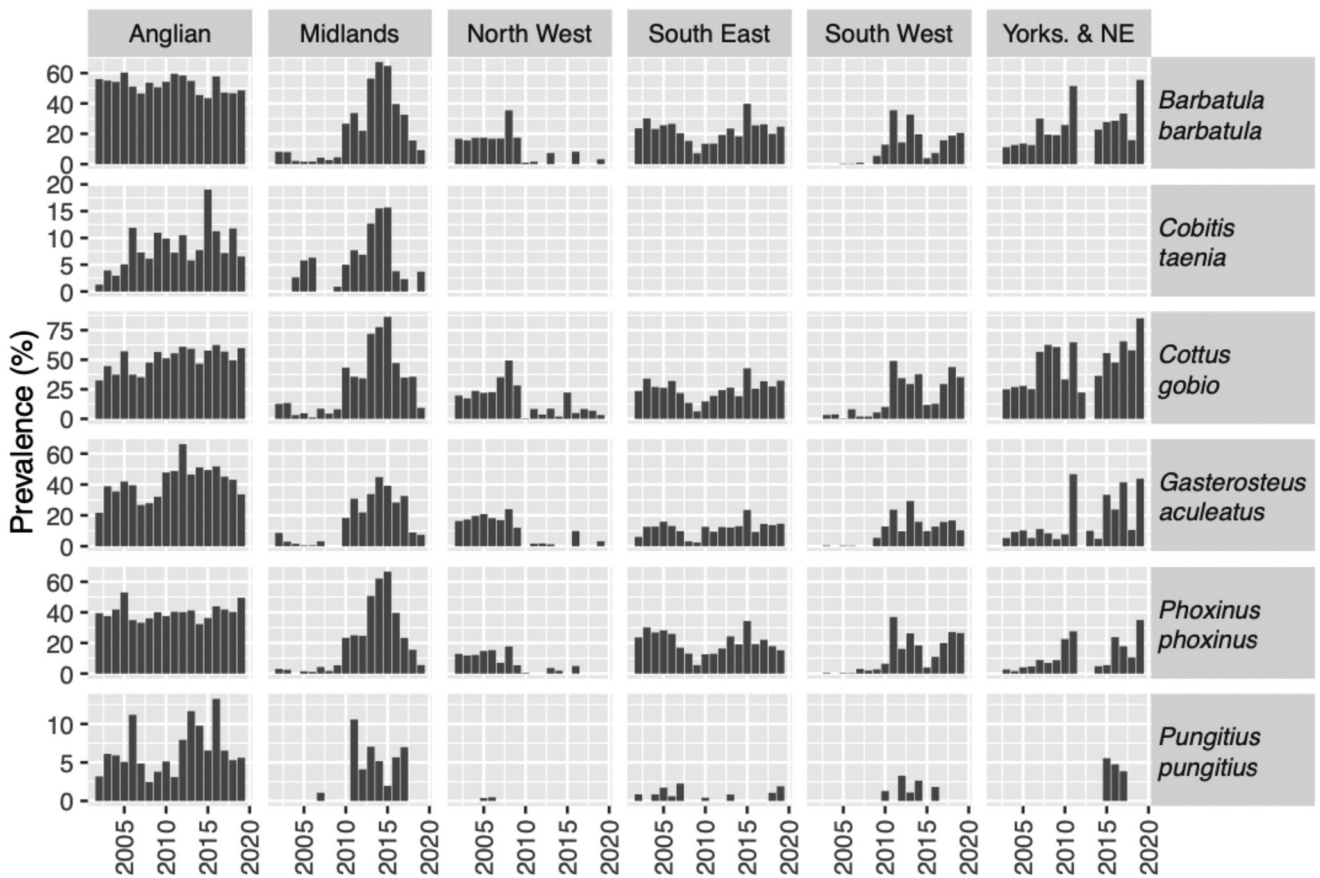 Anglian Midlands North West South East South West Yorks. & NE
Prevalence (%)
60
40
20
0
Barbatula
barbatula
20
15
10
5
0
Cobitis
taenia
75
50
25
0
Cottus
gobio
60
40
20
0
Gasterosteus
aculeatus
60
40
20
0
Phoxinus
phoxinus
10
5
0
Pungitius
pungitius
2005 2010 2015 2020 2005 2010 2015 2020 2005 2010 2015 2020 2005 2010 2015 2020 2005 2010 2015 2020 2005 2010 2015 2020